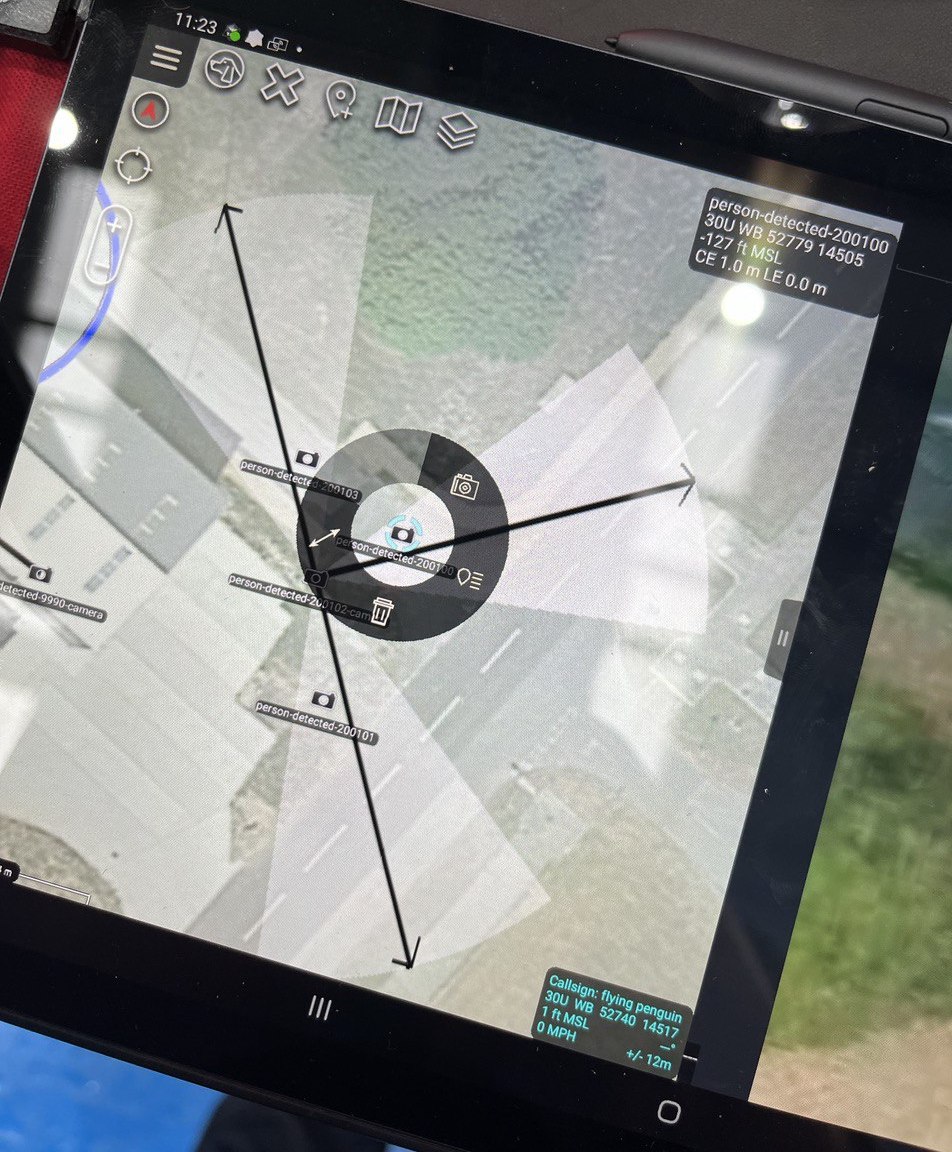 11:23
person-detected-200100
30U WB 52779 14505
-127 ft MSL
CE 1.0 m LE 0.0 m
person-detected-200103
person-detected-200100
person-detected-200102-cam
detected-9990-camera
person-detected-200101
m
Callsign: flying penguin
30U WB 52740 14517
1 ft MSL
0 MPH
--°
+/- 12m